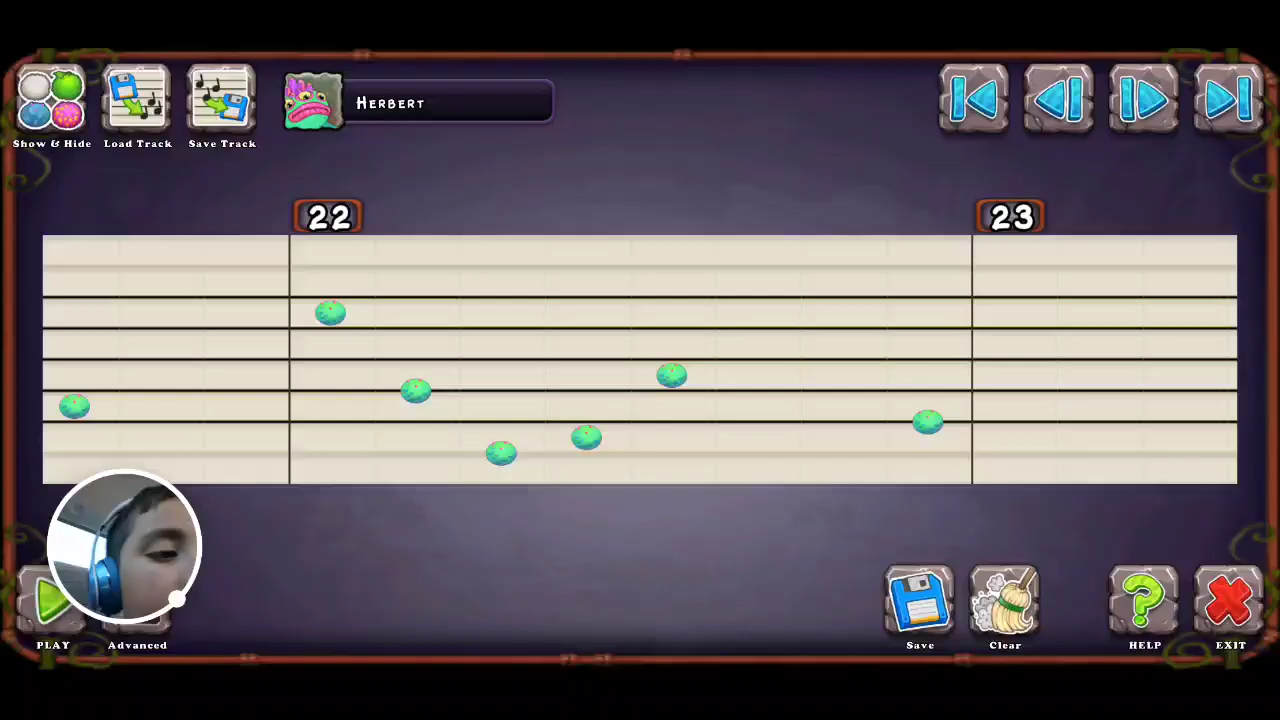 Herbert
Show & Hide
Load Track
Save Track
22
23
PLAY
Advanced
Save
Clear
HELP
EXIT